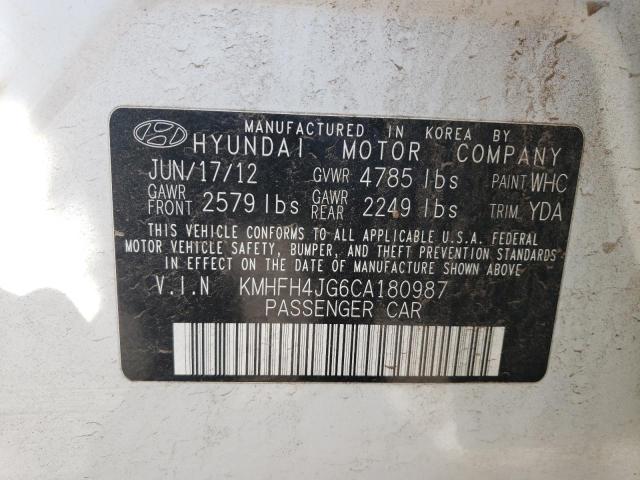 MANUFACTURED IN KOREA BY
HYUNDAI MOTOR COMPANY
JUN/17/12 GVWR 4785 lbs PAINT WHC
GAWR FRONT 2579 lbs GAWR REAR 2249 lbs TRIM YDA
THIS VEHICLE CONFORMS TO ALL APPLICABLE U.S.A. FEDERAL
MOTOR VEHICLE SAFETY, BUMPER, AND THEFT PREVENTION STANDARDS
IN EFFECT ON THE DATE OF MANUFACTURE SHOWN ABOVE.
V.I.N KMHFH4JG6CA180987
PASSENGER CAR